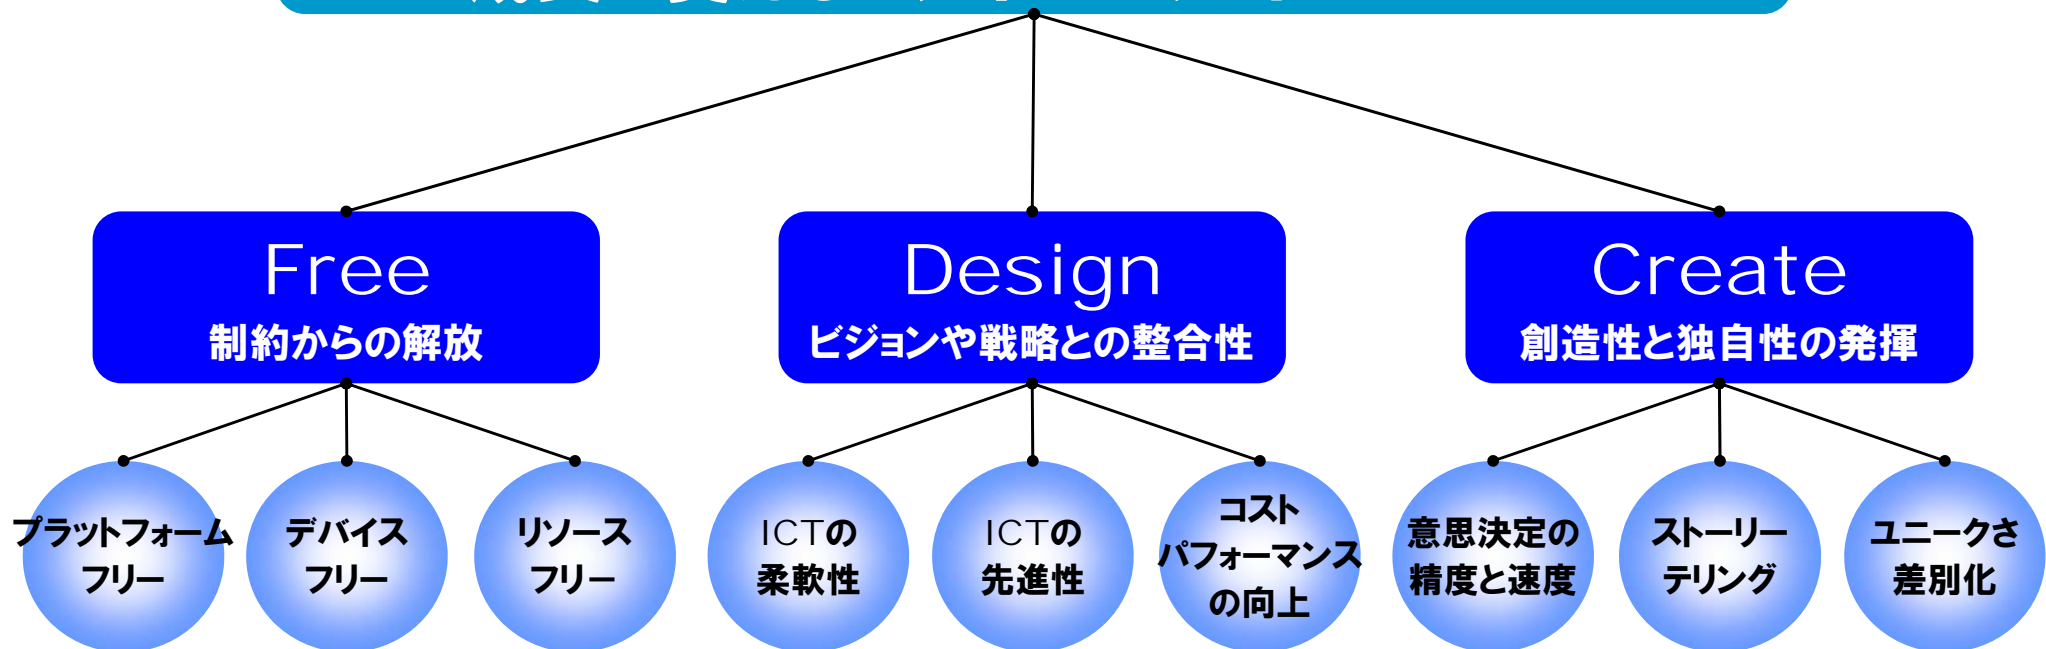 Free
制約からの解放
Design
ビジョンや戦略との整合性
Create
創造性と独自性の発揮
プラットフォーム
フリー
デバイス
フリー
リソース
フリー
ICTの
柔軟性
ICTの
先進性
コスト
パフォーマンス
の向上
意思決定の
精度と速度
ストーリー
テリング
ユニークさ
差別化